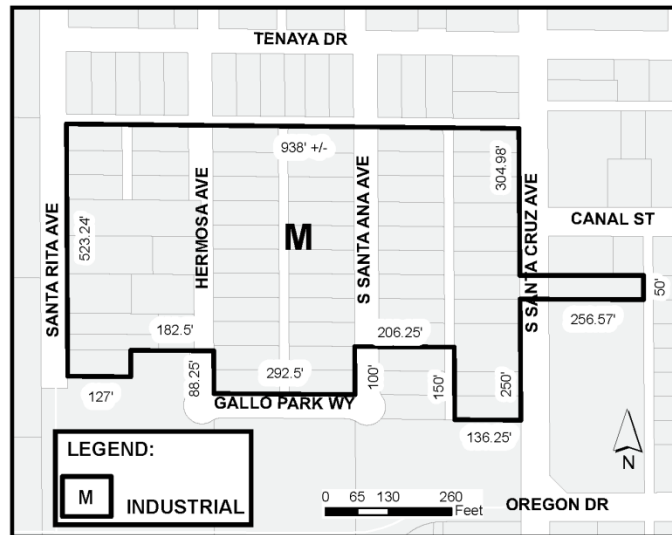 TENAYA DR
938' +/-
304.98'
SANTA RITA AVE
523.24'
HERMOSA AVE
M
S SANTA ANA AVE
S SANTA CRUZ AVE
CANAL ST
50'
256.57'
182.5'
206.25'
127'
88.25'
292.5'
100'
150'
250'
GALLO PARK WY
136.25'
N
LEGEND:
M INDUSTRIAL
0 65 130 260
Feet
OREGON DR